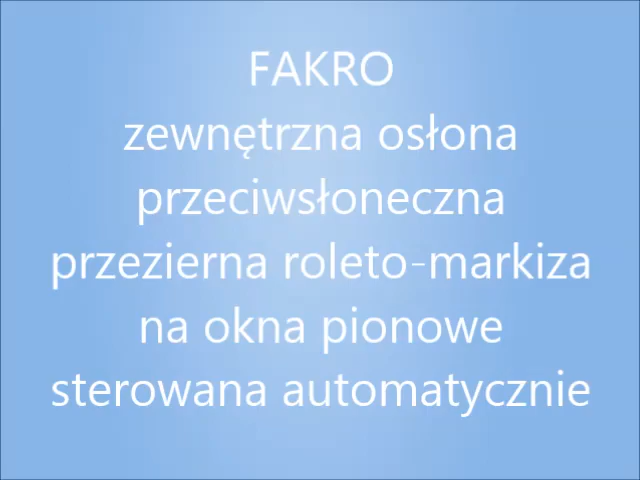 FAKRO
zewnętrzna osłona
przeciwsłoneczna
przezierna roleto-markiza
na okna pionowe
sterowana automatycznie